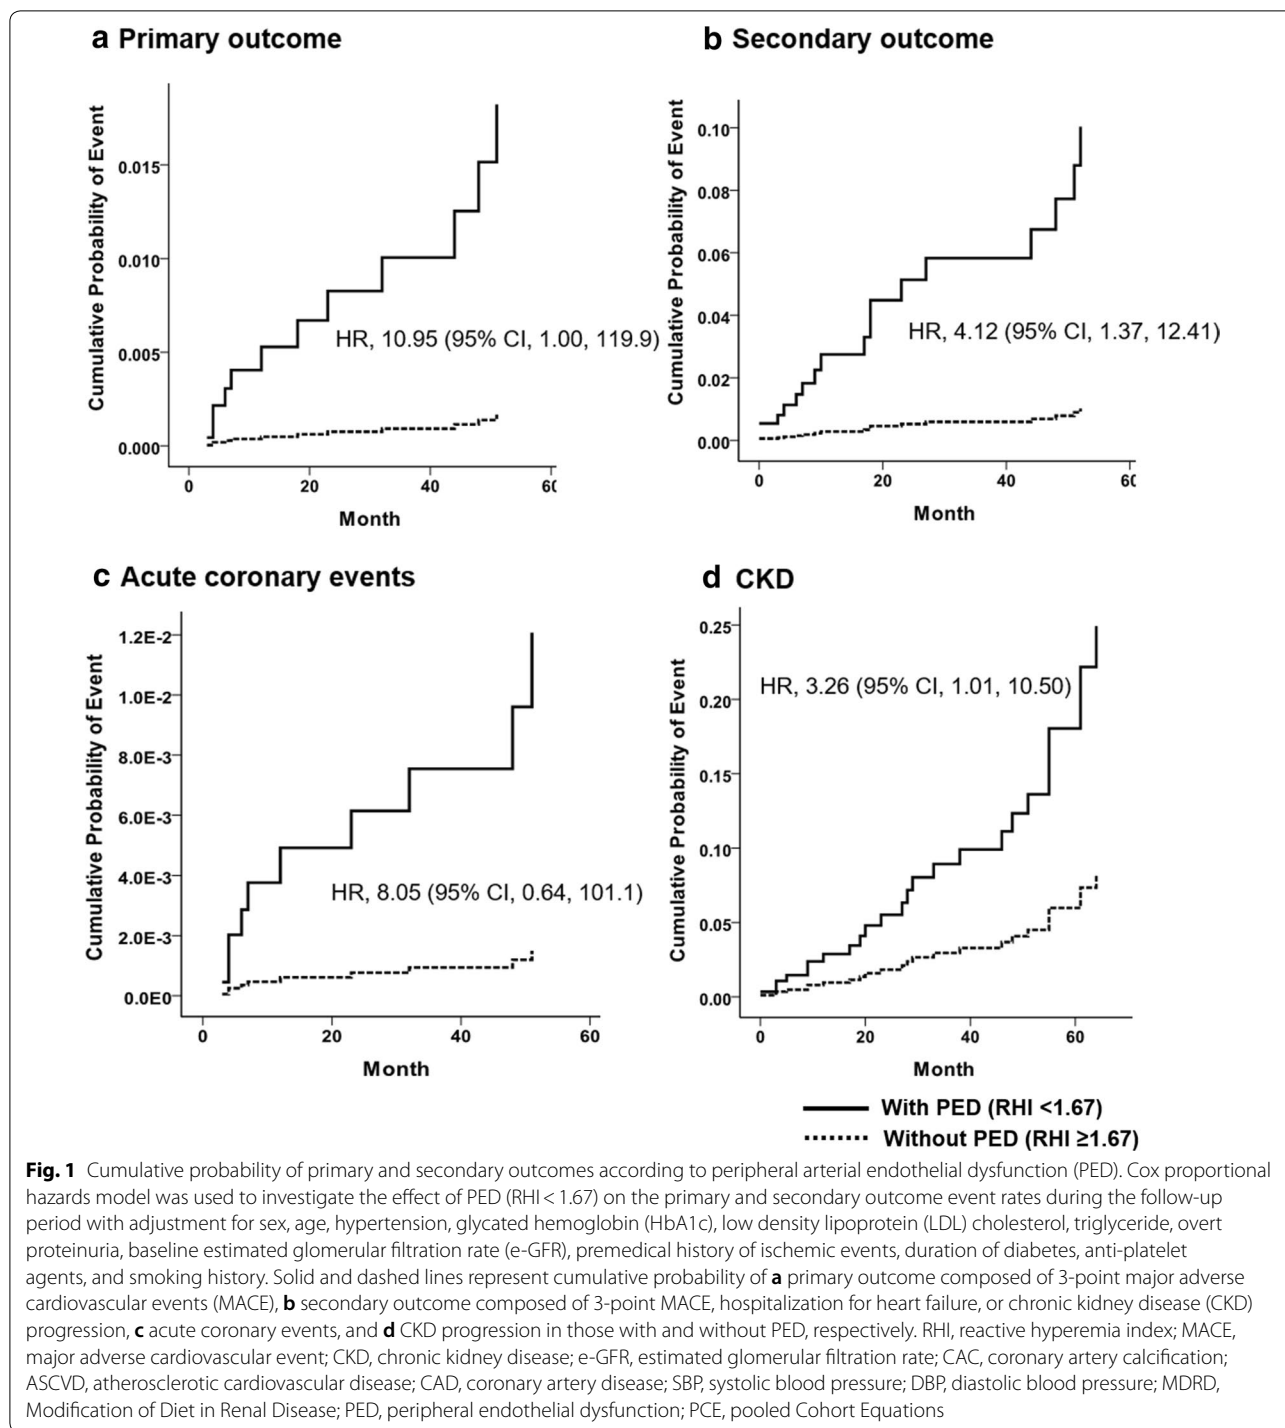 a Primary outcome
Cumulative Probability of Event
0.015
0.010
0.005
0.000
HR, 10.95 (95% CI, 1.00, 119.9)
0 20 40 60
Month
b Secondary outcome
Cumulative Probability of Event
0.10
0.08
0.06
0.04
0.02
0.00
HR, 4.12 (95% CI, 1.37, 12.41)
0 20 40 60
Month
c Acute coronary events
Cumulative Probability of Event
1.2E-2
1.0E-2
8.0E-3
6.0E-3
4.0E-3
2.0E-3
0.0E0
HR, 8.05 (95% CI, 0.64, 101.1)
0 20 40 60
Month
d CKD
Cumulative Probability of Event
0.25
0.20
0.15
0.10
0.05
0.00
HR, 3.26 (95% CI, 1.01, 10.50)
0 20 40 60
Month
With PED (RHI <1.67)
Without PED (RHI ≥1.67)
Fig. 1 Cumulative probability of primary and secondary outcomes according to peripheral arterial endothelial dysfunction (PED). Cox proportional
hazards model was used to investigate the effect of PED (RHI < 1.67) on the primary and secondary outcome event rates during the follow-up
period with adjustment for sex, age, hypertension, glycated hemoglobin (HbA1c), low density lipoprotein (LDL) cholesterol, triglyceride, overt
proteinuria, baseline estimated glomerular filtration rate (e-GFR), premedical history of ischemic events, duration of diabetes, anti-platelet
agents, and smoking history. Solid and dashed lines represent cumulative probability of a primary outcome composed of 3-point major adverse
cardiovascular events (MACE), b secondary outcome composed of 3-point MACE, hospitalization for heart failure, or chronic kidney disease (CKD)
progression, c acute coronary events, and d CKD progression in those with and without PED, respectively. RHI, reactive hyperemia index; MACE,
major adverse cardiovascular event; CKD, chronic kidney disease; e-GFR, estimated glomerular filtration rate; CAC, coronary artery calcification;
ASCVD, atherosclerotic cardiovascular disease; CAD, coronary artery disease; SBP, systolic blood pressure; DBP, diastolic blood pressure; MDRD,
Modification of Diet in Renal Disease; PED, peripheral endothelial dysfunction; PCE, pooled Cohort Equations